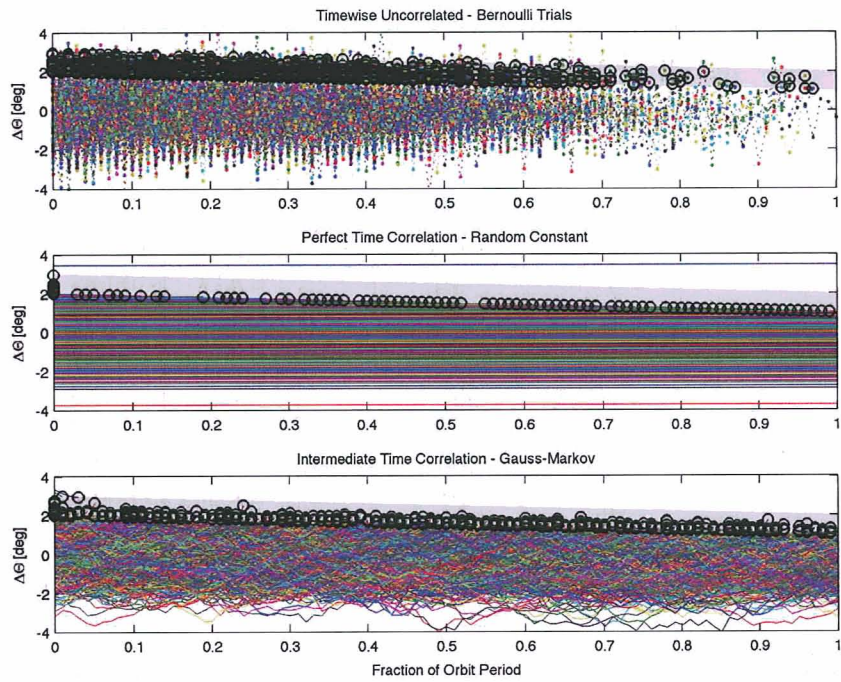 Timewise Uncorrelated - Bernoulli Trials
4
2
0
-2
-4
ΔΘ [deg]
0 0.1 0.2 0.3 0.4 0.5 0.6 0.7 0.8 0.9 1
Perfect Time Correlation - Random Constant
4
2
0
-2
-4
ΔΘ [deg]
0 0.1 0.2 0.3 0.4 0.5 0.6 0.7 0.8 0.9 1
Intermediate Time Correlation - Gauss-Markov
4
2
0
-2
-4
ΔΘ [deg]
0 0.1 0.2 0.3 0.4 0.5 0.6 0.7 0.8 0.9 1
Fraction of Orbit Period